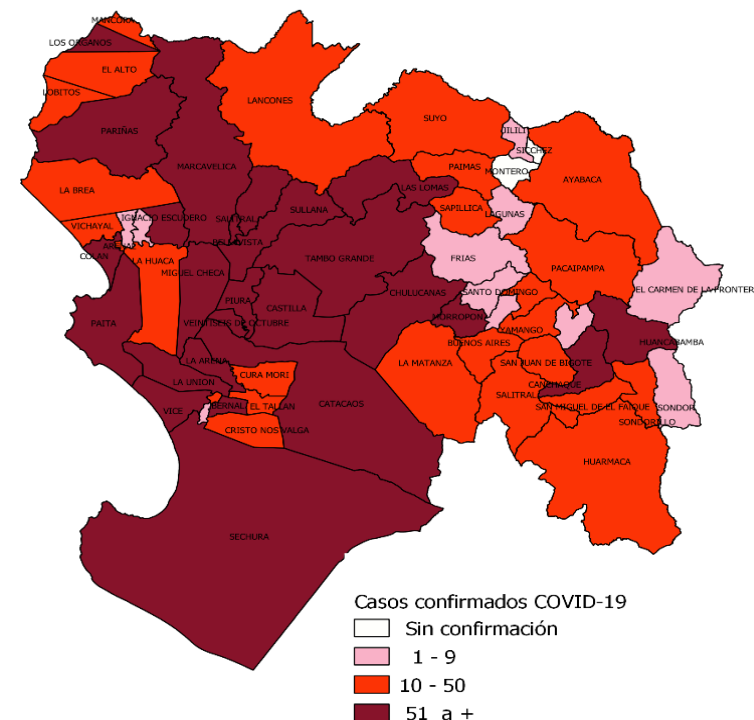 MANCORA
LOS ORGANOS
EL ALTO
LOBITOS
LANCONES
SUYO
JILILI
PARIÑAS
SICCHEZ
MARCAVELICA
PAIMAS
MONTERO
AYABACA
LA BREA
LAS LOMAS
SAPILLICA
LAGUNAS
IGNACIO ESCUDERO
SULLANA
VICHAYAL
BELLAVISTA
COLAN
LA HUACA
TAMBO GRANDE
FRIAS
PACAIPAMPA
MIGUEL CHECA
EL CARMEN DE LA FRONTER
CHULUCANAS
SANTO DOMINGO
PIURA
CASTILLA
MORROPON
PAITA
VEINTISEIS DE OCTUBRE
YAMANGO
BUENOS AIRES
HUANCABAMBA
LA ARENA
LA MATANZA
SAN JUAN DE BIGOTE
CURA MORI
LA UNION
CANCHAQUE
SALITRAL
CATACAOS
VICE
BERNAL
EL TALLAN
SAN MIGUEL DE EL FAIQUE
SONDOR
SONDORILLO
CRISTO NOS VALGA
HUARMACA
SECHURA
Casos confirmados COVID-19
Sin confirmación
1 - 9
10 - 50
51 a +